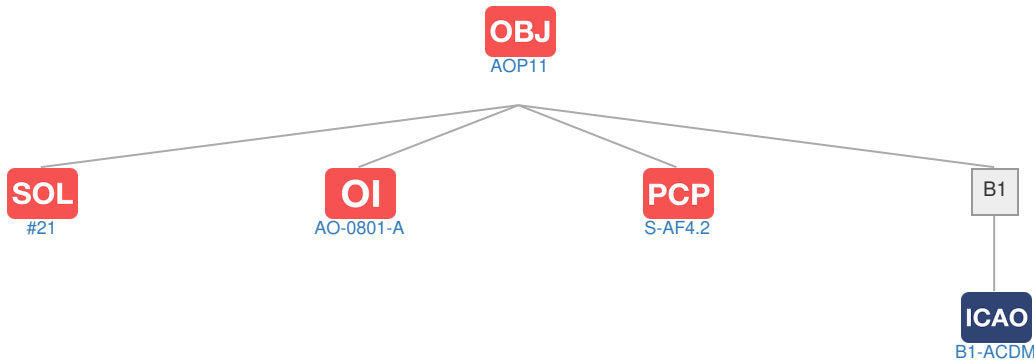 OBJ
AOP11
SOL
#21
OI
AO-0801-A
PCP
S-AF4.2
B1
ICAO
B1-ACDM